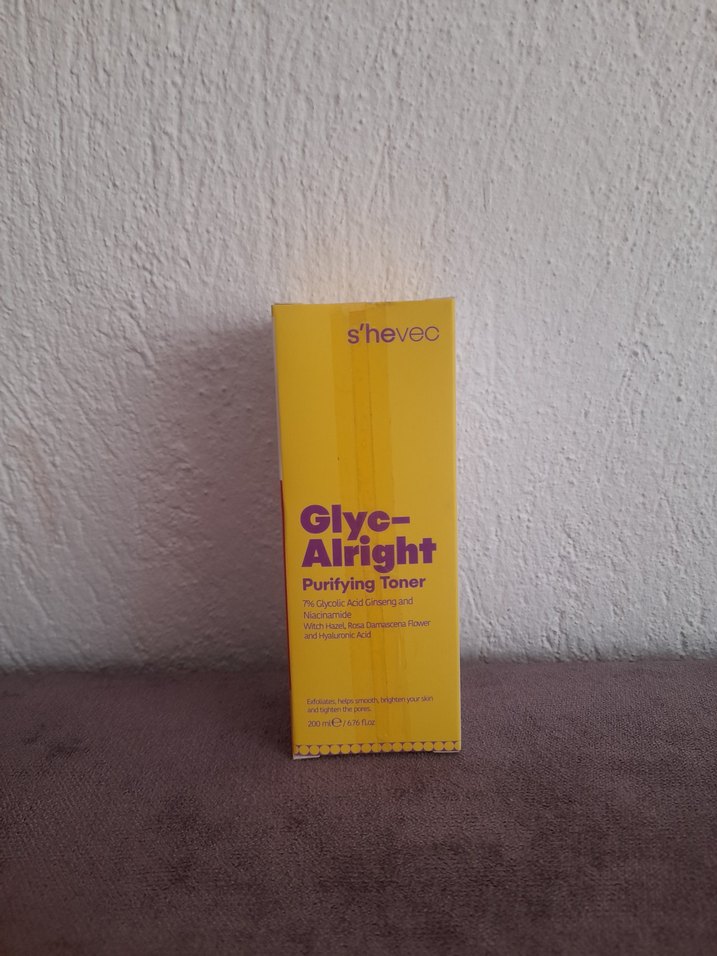 s'hevec
Glyc-
Alright
Purifying Toner
7% Glycolic Acid Ginseng and
Niacinamide
Witch Hazel, Rosa Damascena Flower
and Hyaluronic Acid
Exfoliates, helps smooth, brighten your skin
and tighten the pores.
200 ml ℮ / 6.76 fl.oz